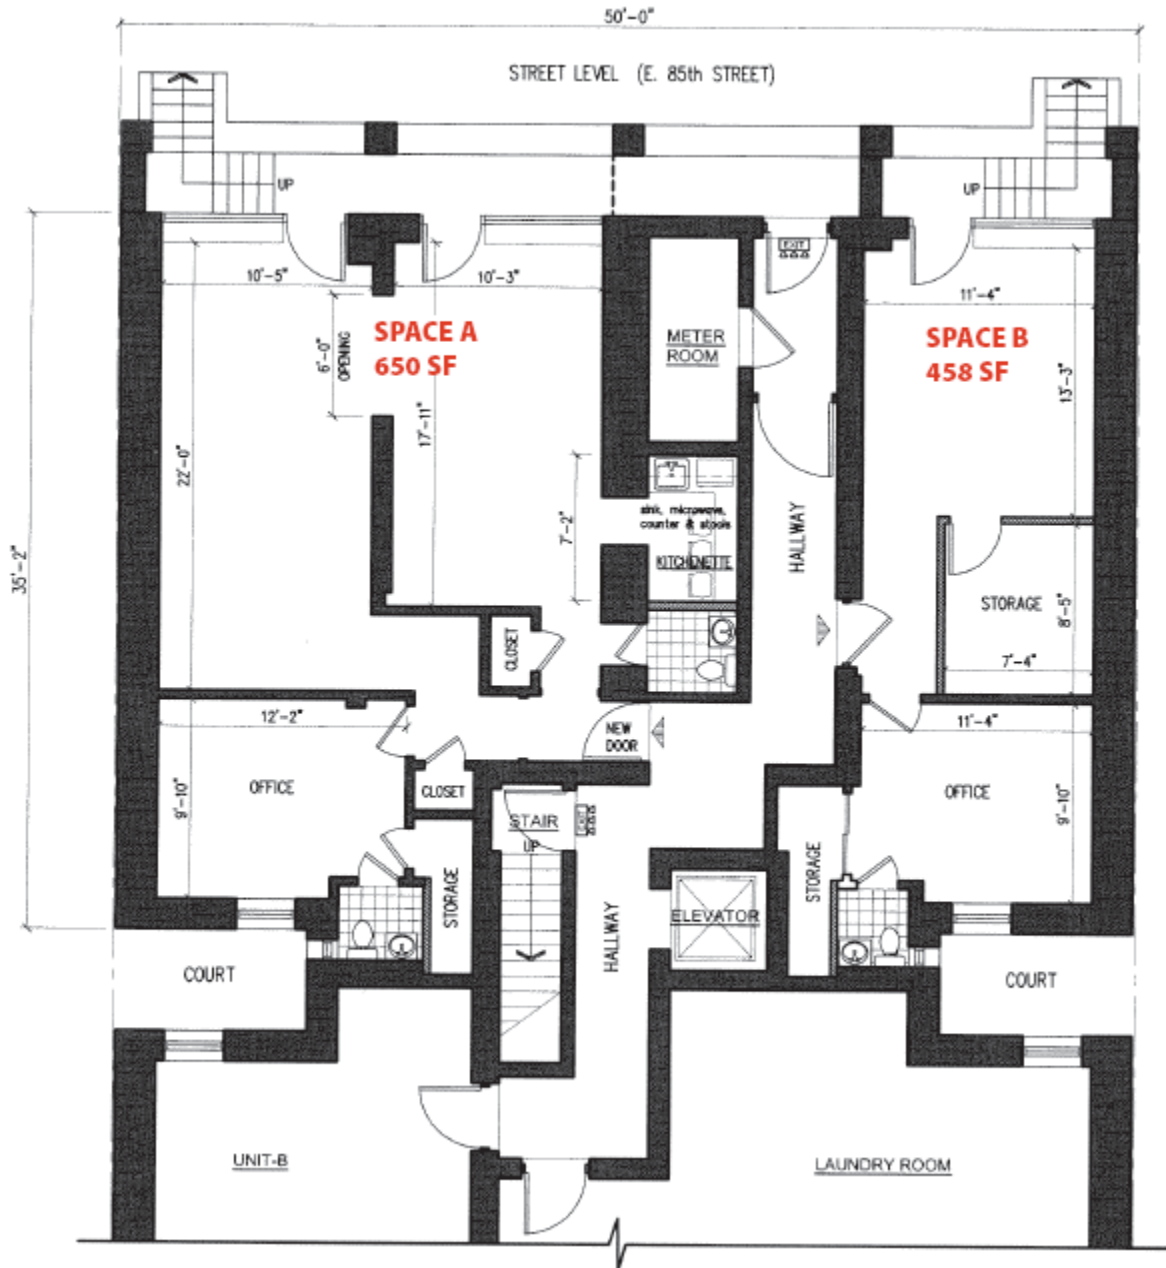 50'-0"
STREET LEVEL (E. 85th STREET)
UP
UP
10'-5"
10'-3"
EXIT
11'-4"
SPACE A
650 SF
6'-0"
OPENING
METER
ROOM
SPACE B
458 SF
13'-3"
17'-11"
22'-0"
sink, microwave,
counter & stools
KITCHENETTE
7'-2"
HALLWAY
35'-2"
STORAGE
8'-5"
7'-4"
CLOSET
12'-2"
NEW
DOOR
11'-4"
OFFICE
9'-10"
CLOSET
OFFICE
9'-10"
STAIR
UP
EXIT
STORAGE
STORAGE
HALLWAY
ELEVATOR
COURT
COURT
UNIT-B
LAUNDRY ROOM